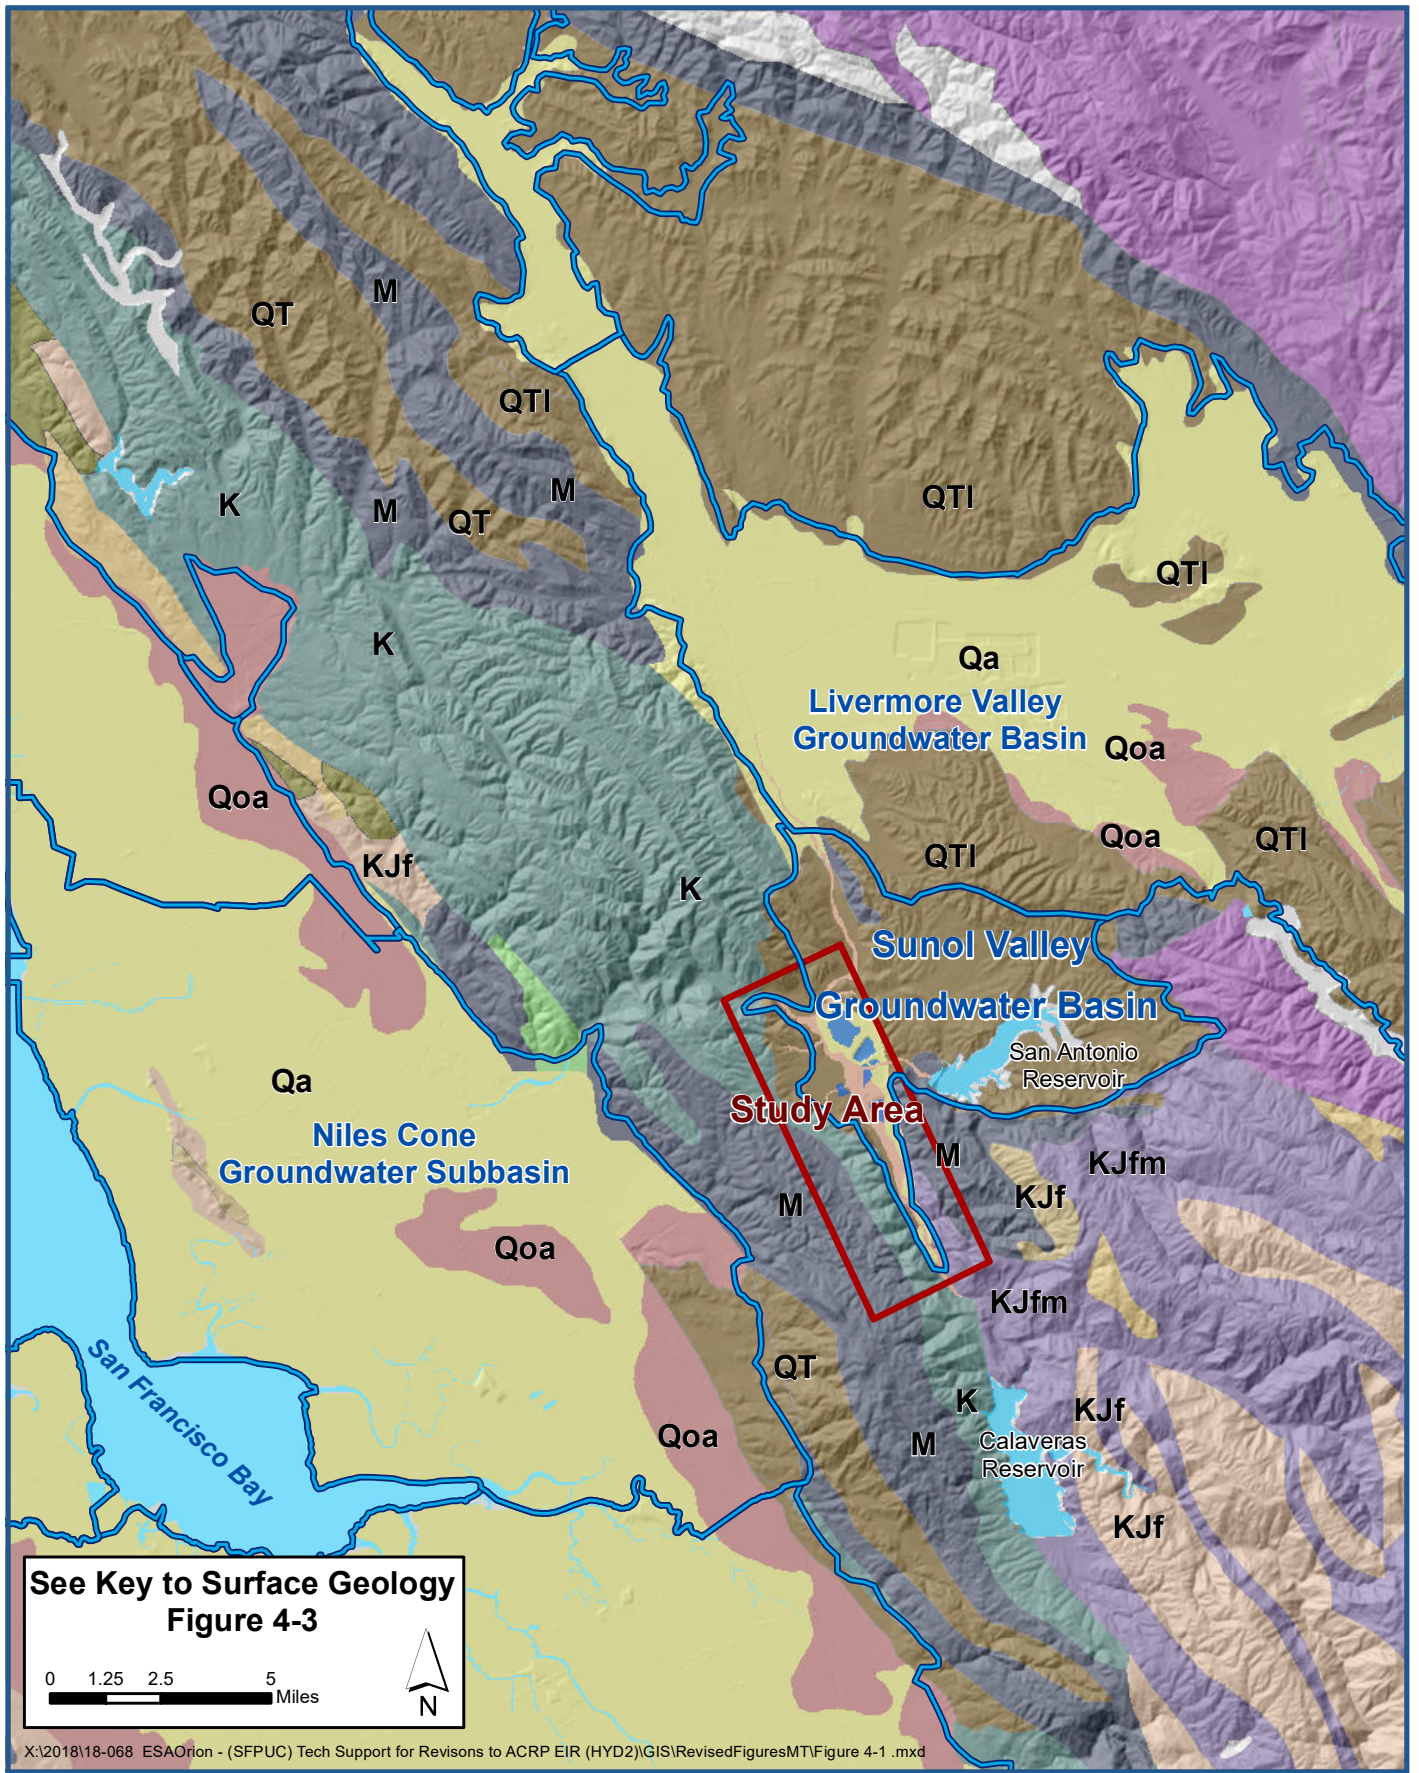 M
QT
QTl
QTl
M
K
M
QT
QTl
K
Qa
Livermore Valley
Groundwater Basin
Qoa
Qoa
Qoa
QTl
QTl
KJf
K
Sunol Valley
Groundwater Basin
San Antonio
Reservoir
Qa
Study Area
Niles Cone
Groundwater Subbasin
M
KJfm
KJf
M
Qoa
KJfm
San Francisco Bay
QT
K
KJf
Qoa
M
Calaveras
Reservoir
KJf
See Key to Surface Geology
Figure 4-3
0 1.25 2.5 5
Miles
N
X:\2018\18-068 ESAOrion - (SFPUC) Tech Support for Revisons to ACRP EIR (HYD2)\GIS\RevisedFiguresMT\Figure 4-1 .mxd